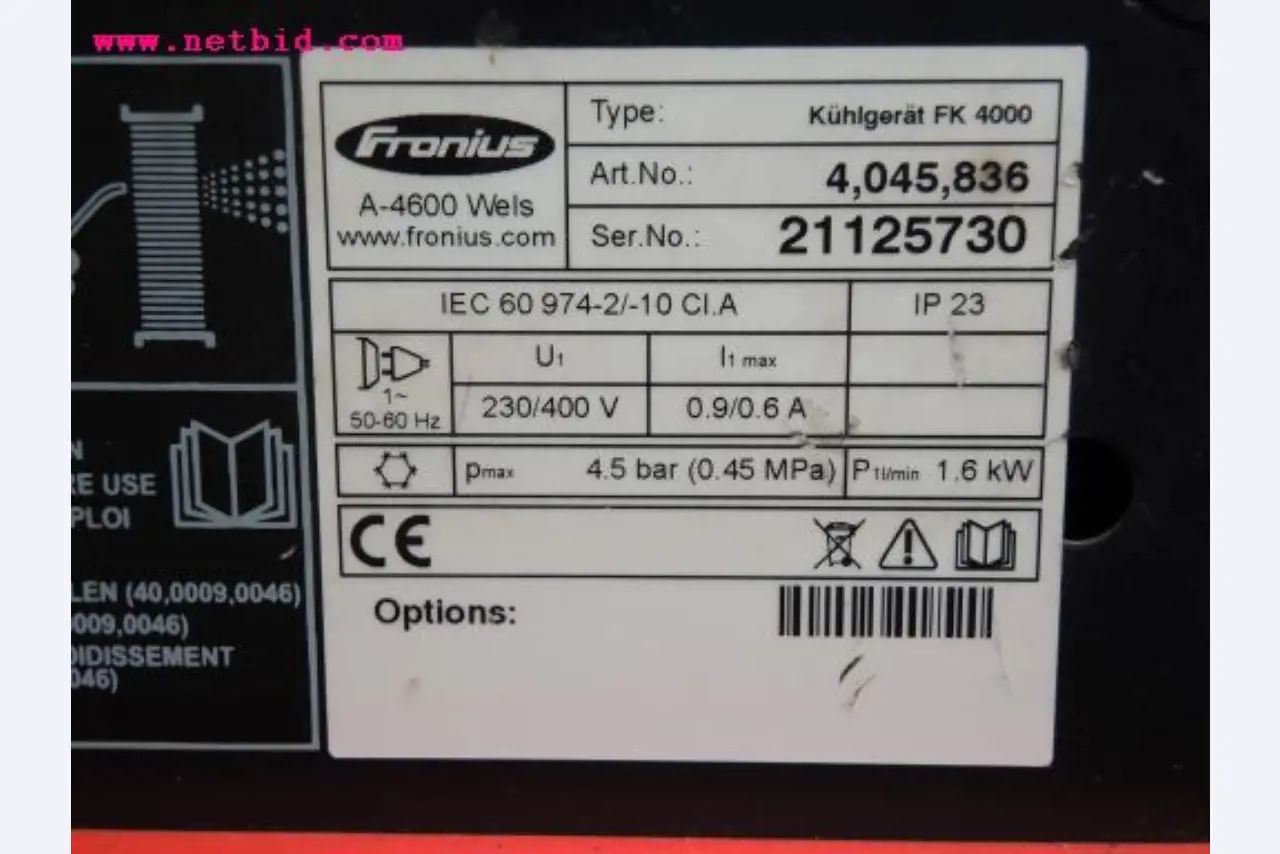 www.netbid.com
Fronius
A-4600 Wels
www.fronius.com
Type: Kühlgerät FK 4000
Art.No.: 4,045,836
Ser.No.: 21125730
IEC 60 974-2/-10 Cl.A IP 23
1~
50-60 Hz
U1 I1 max
230/400 V 0.9/0.6 A
pmax 4.5 bar (0.45 MPa) P1l/min 1.6 kW
CE
Options:
N
RE USE
PLOI
LEN (40,0009,0046)
009,0046)
DIDISSEMENT
046)